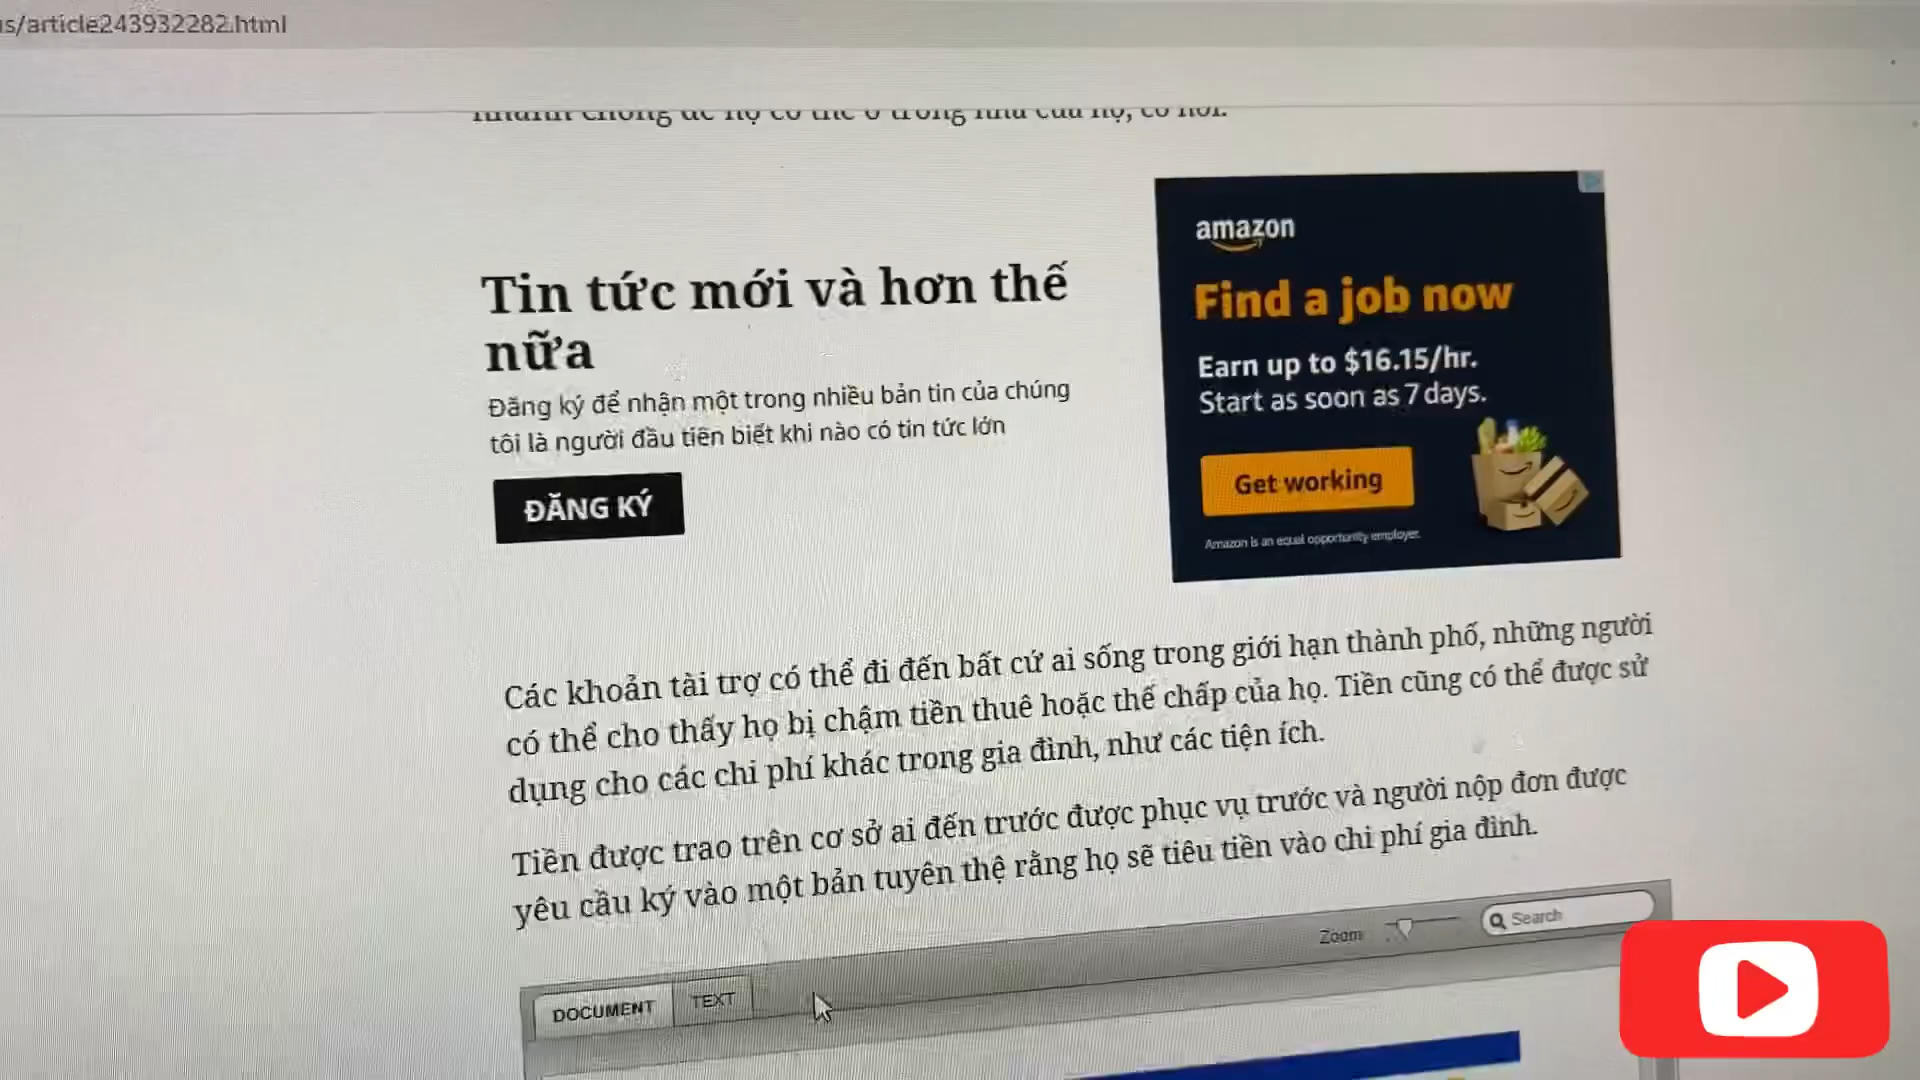 is/article243932282.html
Tin tức mới và hơn thế
nữa
Đăng ký để nhận một trong nhiều bản tin của chúng
tôi là người đầu tiên biết khi nào có tin tức lớn
ĐĂNG KÝ
amazon
Find a job now
Earn up to $16.15/hr.
Start as soon as 7 days.
Get working
Amazon is an equal opportunity employer.
Các khoản tài trợ có thể đi đến bất cứ ai sống trong giới hạn thành phố, những người
có thể cho thấy họ bị chậm tiền thuê hoặc thế chấp của họ. Tiền cũng có thể được sử
dụng cho các chi phí khác trong gia đình, như các tiện ích.
Tiền được trao trên cơ sở ai đến trước được phục vụ trước và người nộp đơn được
yêu cầu ký vào một bản tuyên thệ rằng họ sẽ tiêu tiền vào chi phí gia đình.
Zoom
Search
DOCUMENT
TEXT